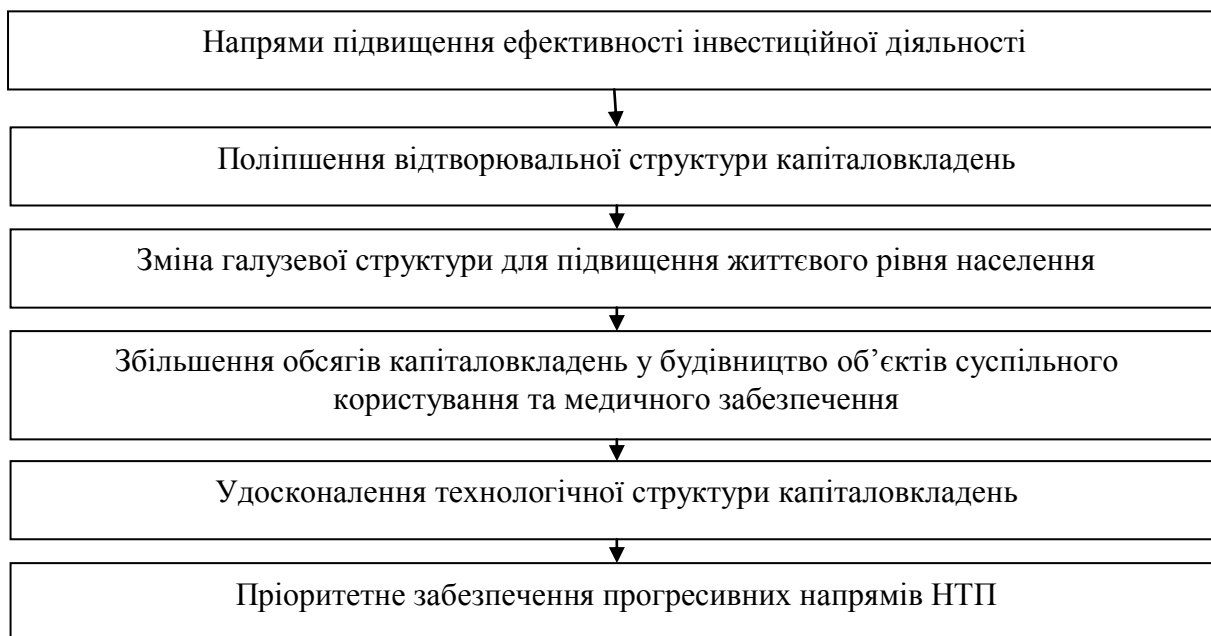 Напрями підвищення ефективності інвестиційної діяльності
Поліпшення відтворювальної структури капіталовкладень
Зміна галузевої структури для підвищення життєвого рівня населення
Збільшення обсягів капіталовкладень у будівництво об’єктів суспільного
користування та медичного забезпечення
Удосконалення технологічної структури капіталовкладень
Пріоритетне забезпечення прогресивних напрямів НТП